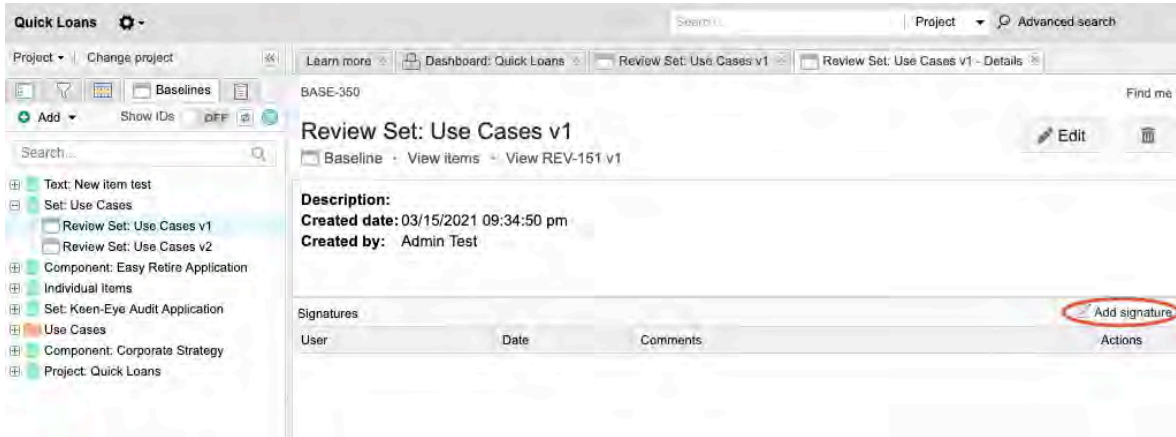 Quick Loans
Search...
Project
Advanced search
Project
Change project
Learn more
Dashboard: Quick Loans
Review Set: Use Cases v1
Review Set: Use Cases v1 - Details
Baselines
Add
Show IDs
OFF
Search...
Text: New item test
Set: Use Cases
Review Set: Use Cases v1
Review Set: Use Cases v2
Component: Easy Retire Application
Individual Items
Set: Keen-Eye Audit Application
Use Cases
Component: Corporate Strategy
Project: Quick Loans
BASE-350
Find me
Review Set: Use Cases v1
Edit
Baseline · View items · View REV-151 v1
Description:
Created date: 03/15/2021 09:34:50 pm
Created by: Admin Test
Signatures
Add signature
User Date Comments Actions